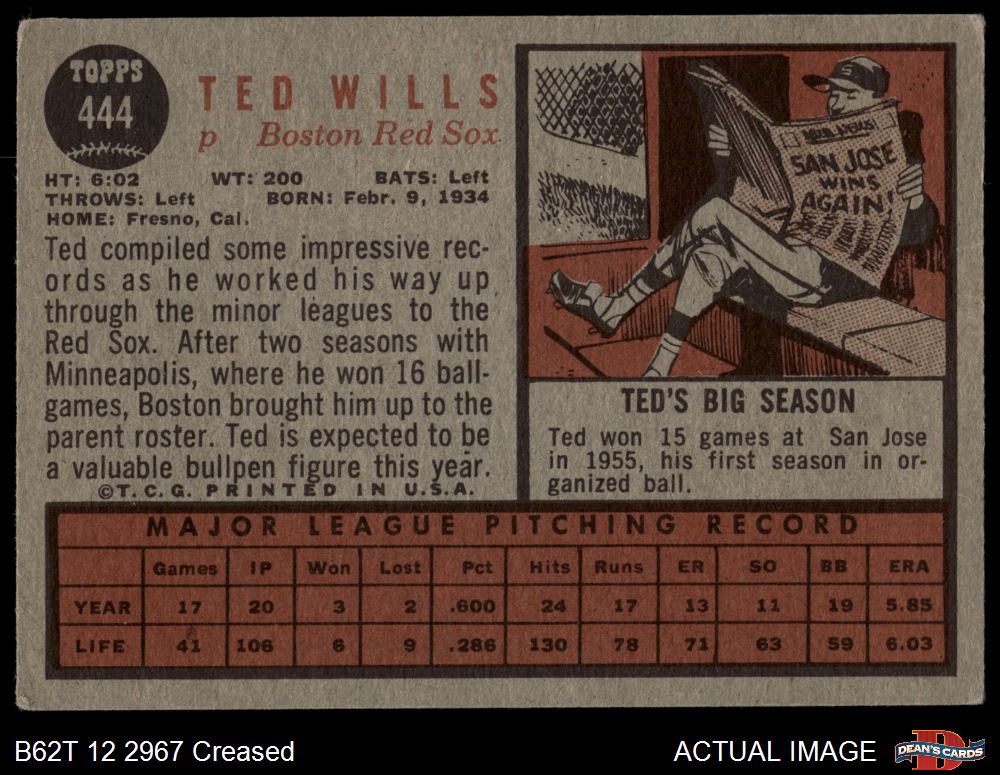 TOPPS
444
TED WILLS
p Boston Red Sox
HT: 6:02 WT: 200 BATS: Left
THROWS: Left BORN: Febr. 9, 1934
HOME: Fresno, Cal.
Ted compiled some impressive rec-
ords as he worked his way up
through the minor leagues to the
Red Sox. After two seasons with
Minneapolis, where he won 16 ball-
games, Boston brought him up to the
parent roster. Ted is expected to be
a valuable bullpen figure this year.
©T.C.G. PRINTED IN U.S.A.
S
SAN JOSE
WINS
AGAIN!
TED'S BIG SEASON
Ted won 15 games at San Jose
in 1955, his first season in or-
ganized ball.
MAJOR LEAGUE PITCHING RECORD
Games IP Won Lost Pct Hits Runs ER SO BB ERA
YEAR 17 20 3 2 .600 24 17 13 11 19 5.85
LIFE 41 106 6 9 .286 130 78 71 63 59 6.03
B62T 12 2967 Creased ACTUAL IMAGE DEAN'S CARDS